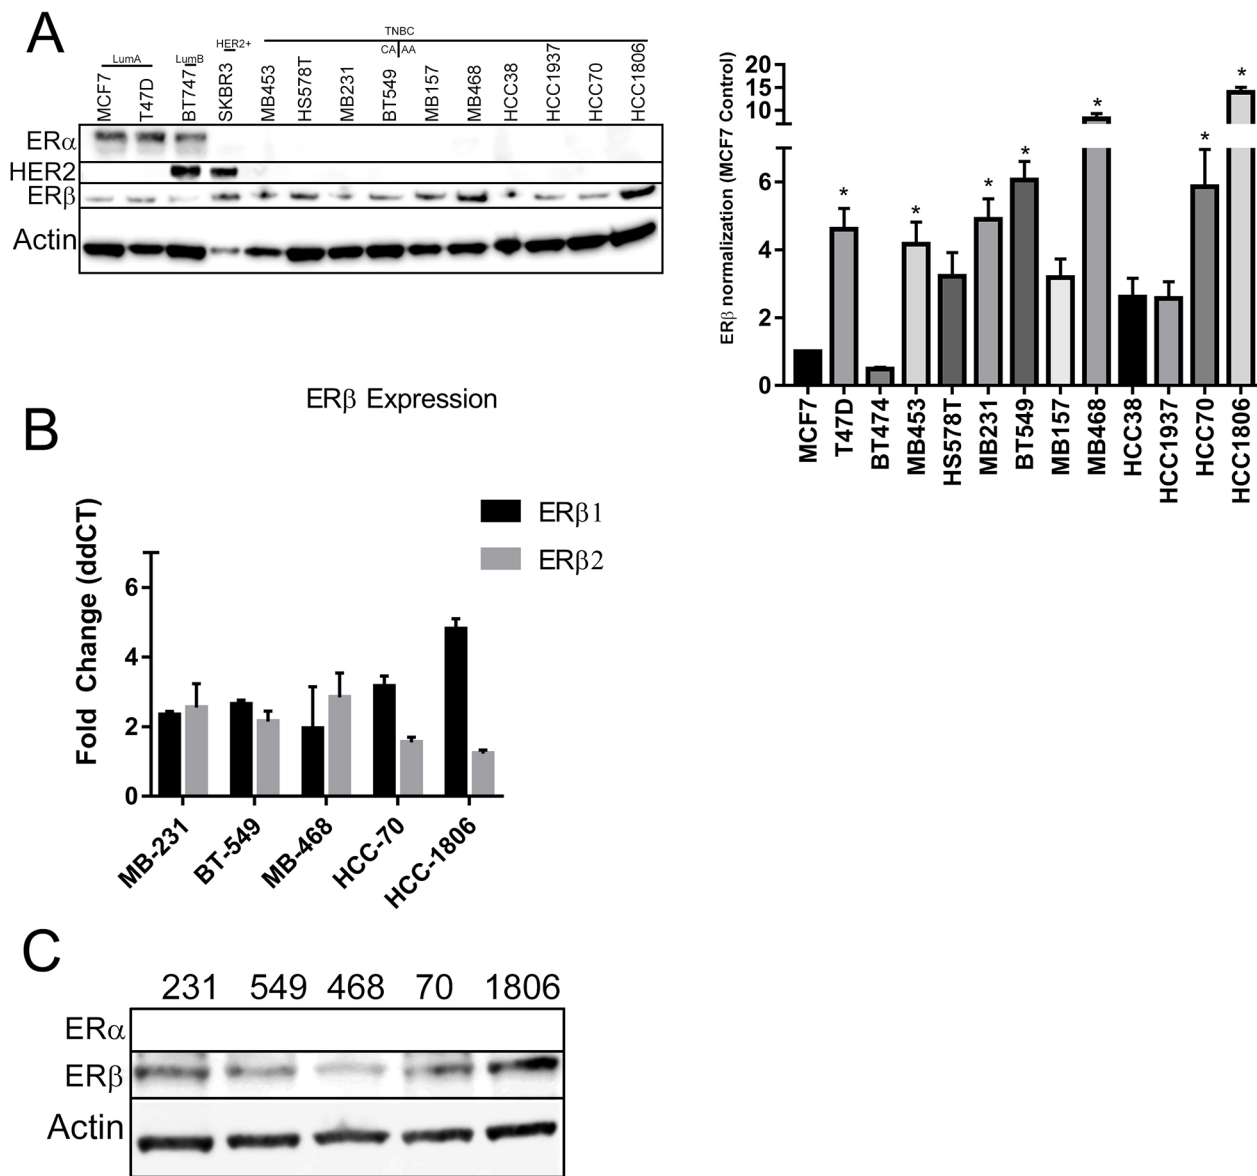 A
TNBC
HER2+
CA AA
LumA
LumB
MCF7
T47D
BT747
SKBR3
MB453
HS578T
MB231
BT549
MB157
MB468
HCC38
HCC1937
HCC70
HCC1806
ERα
HER2
ERβ
Actin
ERβ normalization (MCF7 Control)
20
15
10
6
4
2
0
* * * * * * *
MCF7
T47D
BT474
MB453
HS578T
MB231
BT549
MB157
MB468
HCC38
HCC1937
HCC70
HCC1806
B
ERβ Expression
ERβ1
ERβ2
Fold Change (ddCT)
6
4
2
0
MB-231
BT-549
MB-468
HCC-70
HCC-1806
C
231 549 468 70 1806
ERα
ERβ
Actin